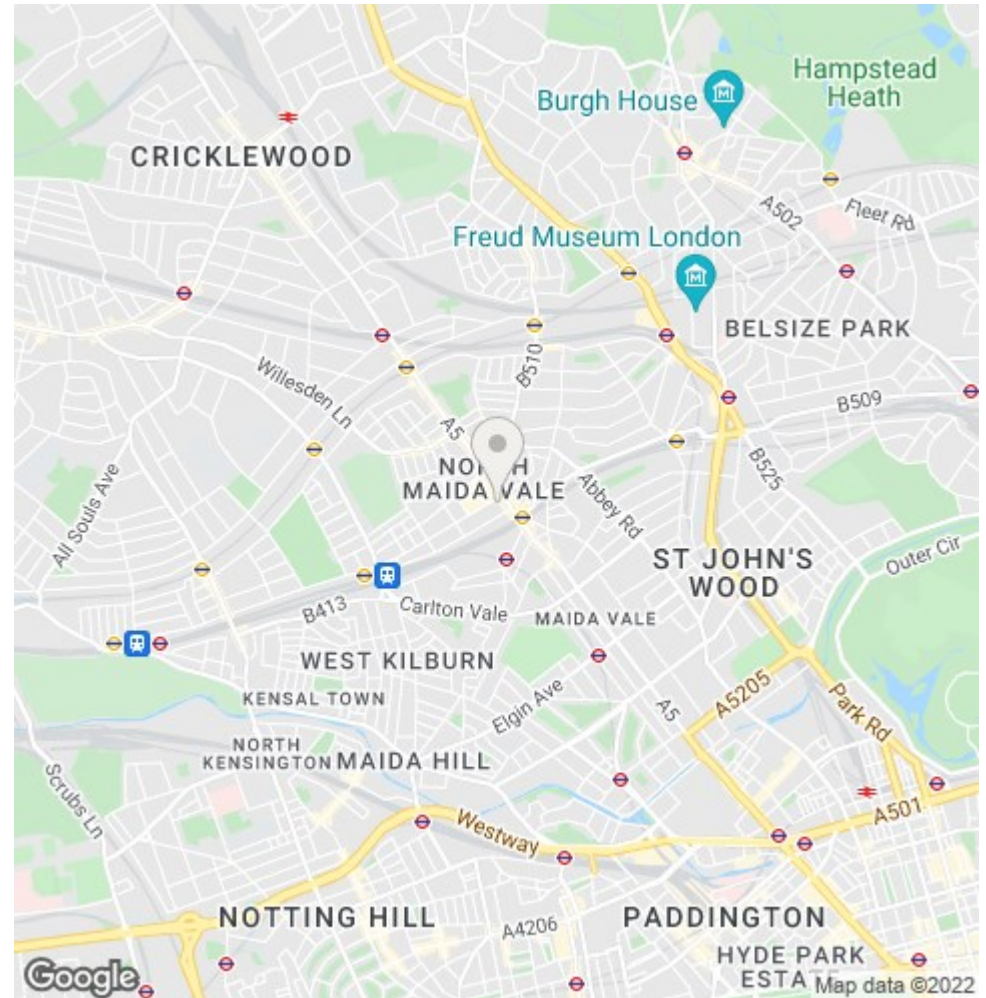 Hampstead
Heath
Burgh House
CRICKLEWOOD
A502
Fleet Rd
Freud Museum London
BELSIZE PARK
B510
Willesden Ln
A5
B509
B525
NORTH
MAIDA VALE
Abbey Rd
All Souls Ave
ST JOHN'S
WOOD
Outer Cir
B413
Carlton Vale
MAIDA VALE
WEST KILBURN
KENSAL TOWN
Elgin Ave
A5
A5205
Park Rd
NORTH
KENSINGTON
MAIDA HILL
Scrubs Ln
Westway
A501
NOTTING HILL
A4206
PADDINGTON
HYDE PARK
ESTA
Google
Map data ©2022